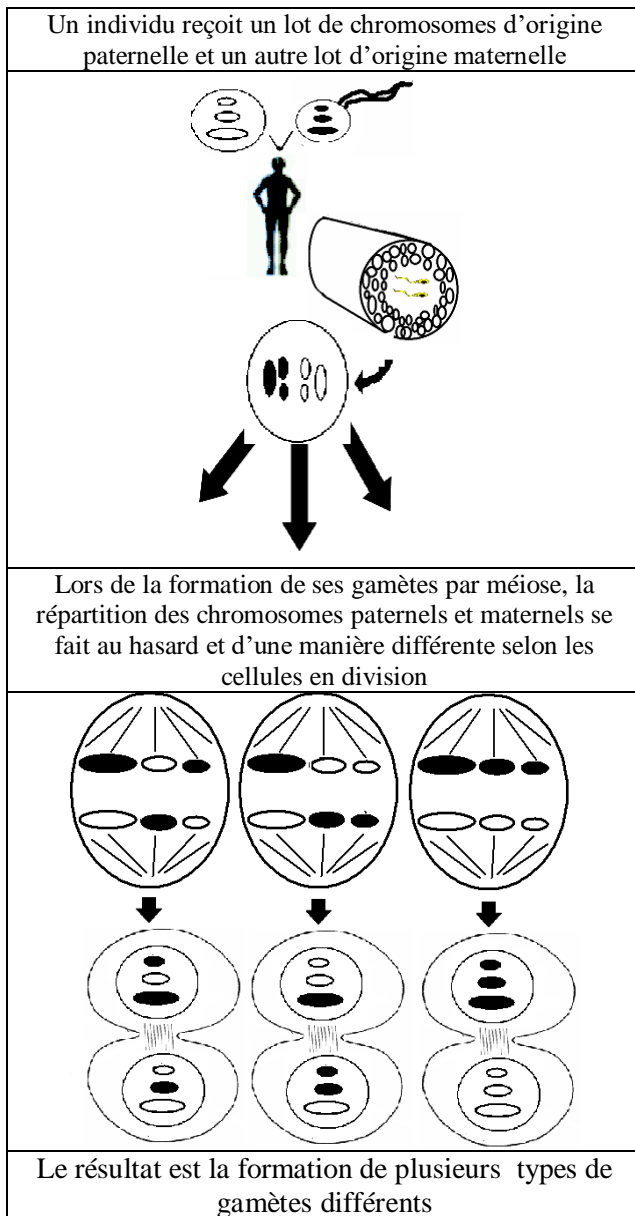 Un individu reçoit un lot de chromosomes d’origine
paternelle et un autre lot d’origine maternelle
Lors de la formation de ses gamètes par méiose, la
répartition des chromosomes paternels et maternels se
fait au hasard et d’une manière différente selon les
cellules en division
Le résultat est la formation de plusieurs types de
gamètes différents